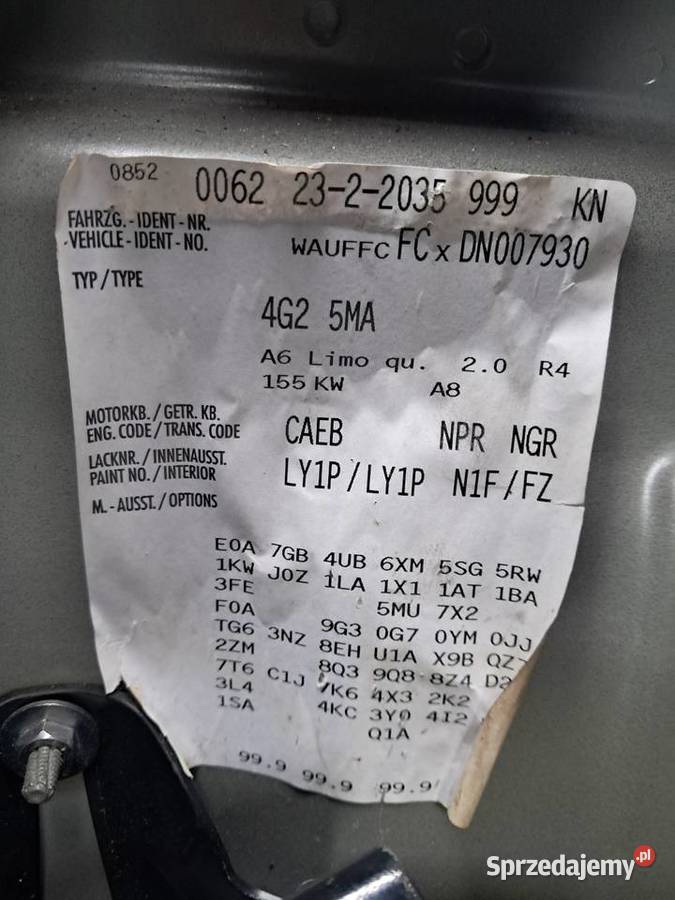 0852 0062 23-2-2035 999 KN
FAHRZG.-IDENT-NR.
VEHICLE-IDENT-NO. WAUFFC FC x DN007930
TYP/TYPE
4G2 5MA
A6 Limo qu. 2.0 R4
155 KW A8
MOTORKB./GETR. KB.
ENG. CODE/TRANS. CODE CAEB NPR NGR
LACKNR./INNENAUSST.
PAINT NO./INTERIOR LY1P/LY1P N1F/FZ
M.-AUSST./OPTIONS
E0A 7GB 4UB 6XM 5SG 5RW
1KW J0Z 1LA 1X1 1AT 1BA
3FE
F0A 5MU 7X2
TG6 3NZ 9G3 0G7 0YM 0JJ
2ZM 8EH U1A X9B
7T6 C1J 8Q3 9Q8 8Z4
3L4 7K6 4X3 2K2
1SA 4KC 3Y0 4I2
Q1A
99.9 99.9 99.9
Sprzedajemy.pl